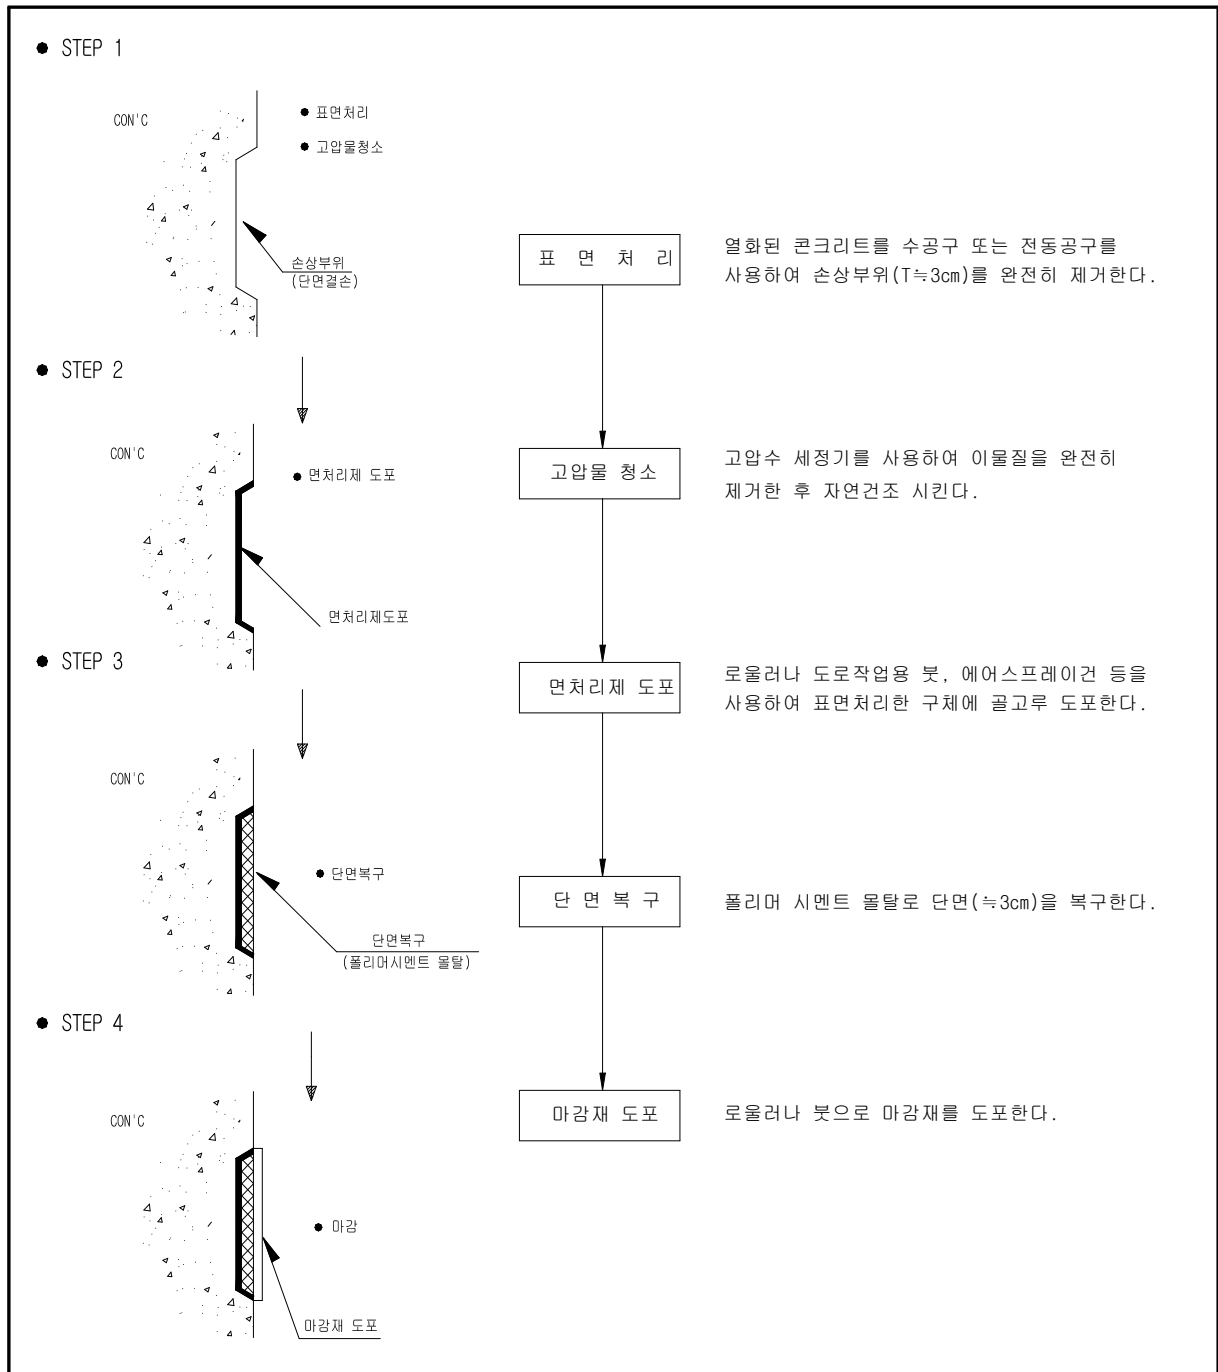 ● STEP 1
CON'C
● 표면처리
● 고압물청소
손상부위
(단면결손)
● STEP 2
CON'C
● 면처리제 도포
면처리제도포
● STEP 3
CON'C
● 단면복구
단면복구
(폴리머시멘트 몰탈)
● STEP 4
CON'C
● 마감
마감재 도포
표 면 처 리
열화된 콘크리트를 수공구 또는 전동공구를
사용하여 손상부위(T≒3cm)를 완전히 제거한다.
고압물 청소
고압수 세정기를 사용하여 이물질을 완전히
제거한 후 자연건조 시킨다.
면처리제 도포
로울러나 도로작업용 붓, 에어스프레이건 등을
사용하여 표면처리한 구체에 골고루 도포한다.
단 면 복 구
폴리머 시멘트 몰탈로 단면(≒3cm)을 복구한다.
마감재 도포
로울러나 붓으로 마감재를 도포한다.